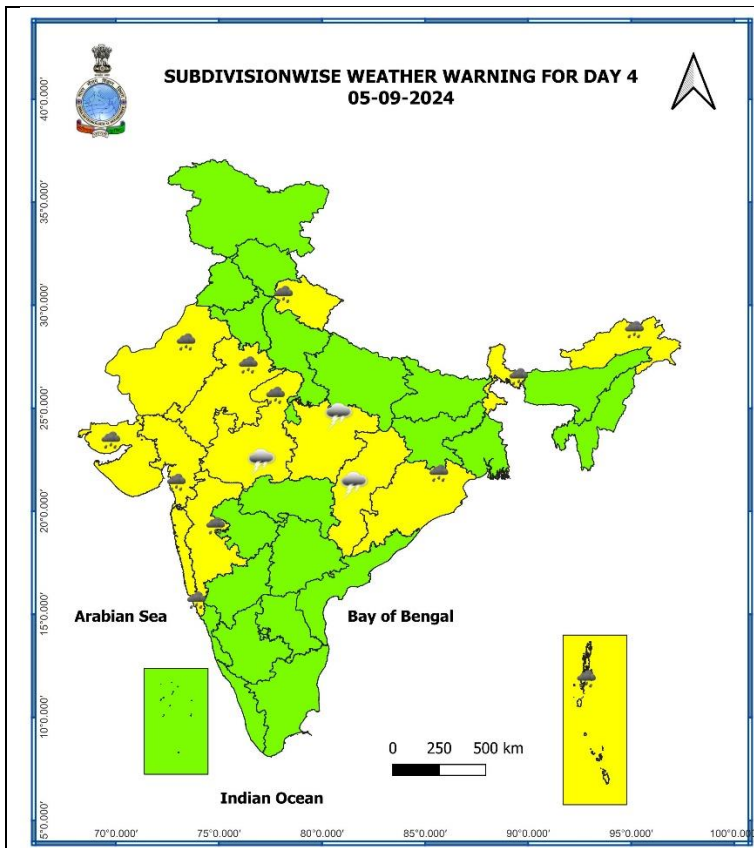 SUBDIVISIONWISE WEATHER WARNING FOR DAY 4
05-09-2024
40°0.000'
35°0.000'
30°0.000'
25°0.000'
20°0.000'
15°0.000'
10°0.000'
5°0.000'
Arabian Sea
Bay of Bengal
0 250 500 km
Indian Ocean
70°0.000' 75°0.000' 80°0.000' 85°0.000' 90°0.000' 95°0.000' 100°0.000'